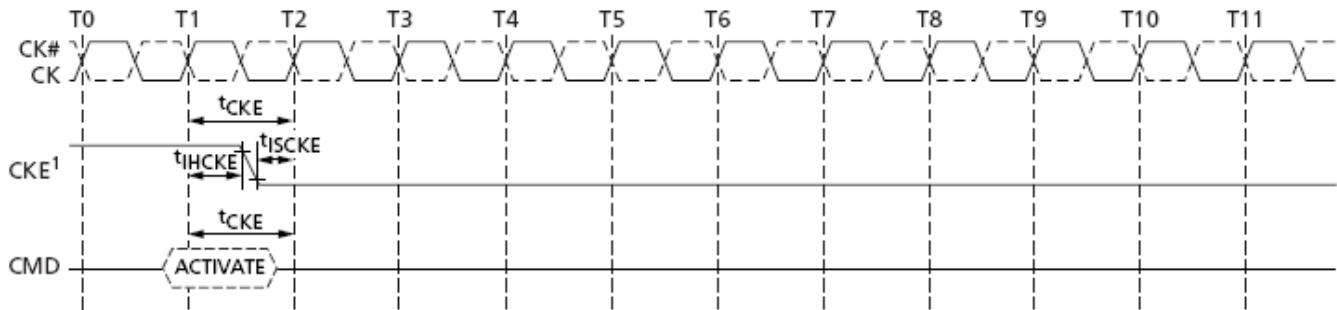 T0 T1 T2 T3 T4 T5 T6 T7 T8 T9 T10 T11
CK#
CK
tCKE
tISCKE
tIHCKE
CKE1
tCKE
CMD ACTIVATE